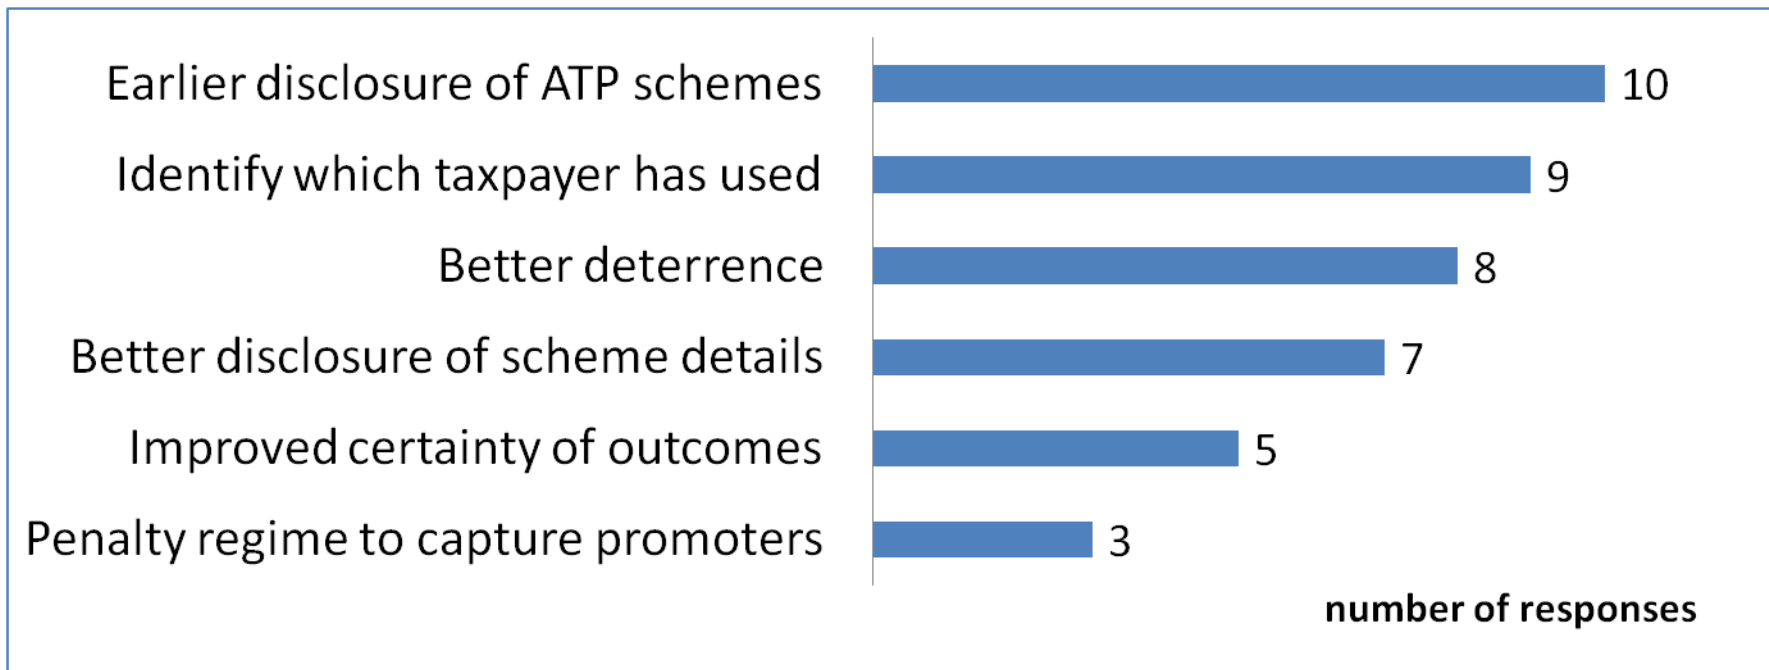 Earlier disclosure of ATP schemes 10
Identify which taxpayer has used 9
Better deterrence 8
Better disclosure of scheme details 7
Improved certainty of outcomes 5
Penalty regime to capture promoters 3
number of responses